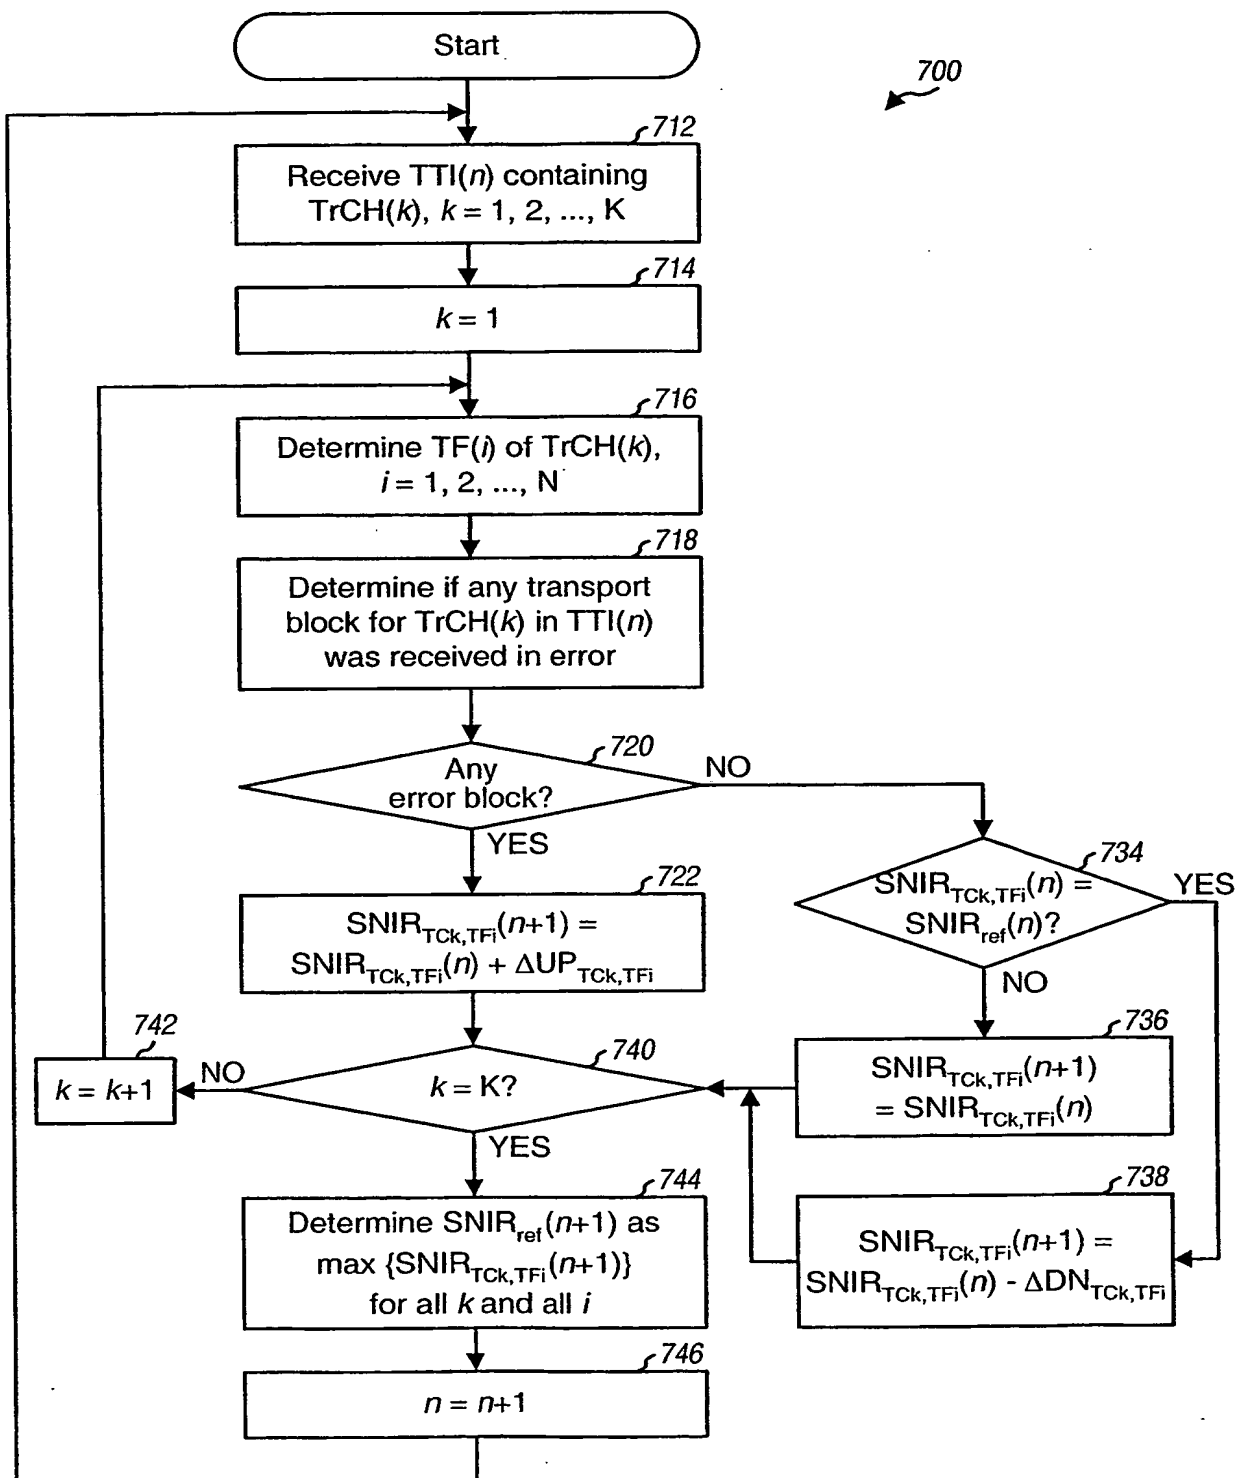 Start
700
712
Receive TTI(n) containing
TrCH(k), k = 1, 2, ..., K
714
k = 1
716
Determine TF(i) of TrCH(k),
i = 1, 2, ..., N
718
Determine if any transport
block for TrCH(k) in TTI(n)
was received in error
720
Any
error block?
NO
YES
734
SNIR_TCk,TFi(n) =
SNIR_ref(n)?
YES
NO
722
SNIR_TCk,TFi(n+1) =
SNIR_TCk,TFi(n) + ΔUP_TCk,TFi
736
SNIR_TCk,TFi(n+1)
= SNIR_TCk,TFi(n)
742
k = k+1
NO
740
k = K?
YES
738
SNIR_TCk,TFi(n+1) =
SNIR_TCk,TFi(n) - ΔDN_TCk,TFi
744
Determine SNIR_ref(n+1) as
max {SNIR_TCk,TFi(n+1)}
for all k and all i
746
n = n+1